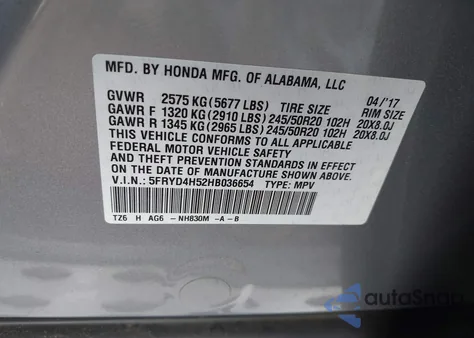 MFD. BY HONDA MFG. OF ALABAMA, LLC
04/'17
GVWR 2575 KG (5677 LBS) TIRE SIZE RIM SIZE
GAWR F 1320 KG (2910 LBS) 245/50R20 102H 20X8.0J
GAWR R 1345 KG (2965 LBS) 245/50R20 102H 20X8.0J
THIS VEHICLE CONFORMS TO ALL APPLICABLE
FEDERAL MOTOR VEHICLE SAFETY
AND THEFT PREVENTION STANDARDS IN
EFFECT ON THE DATE OF MANUFACTURE SHOWN ABOVE.
V.I.N.: 5FRYD4H52HB036654 TYPE: MPV
TZ6 H AG6 -NH830M -A -B
autoSnap